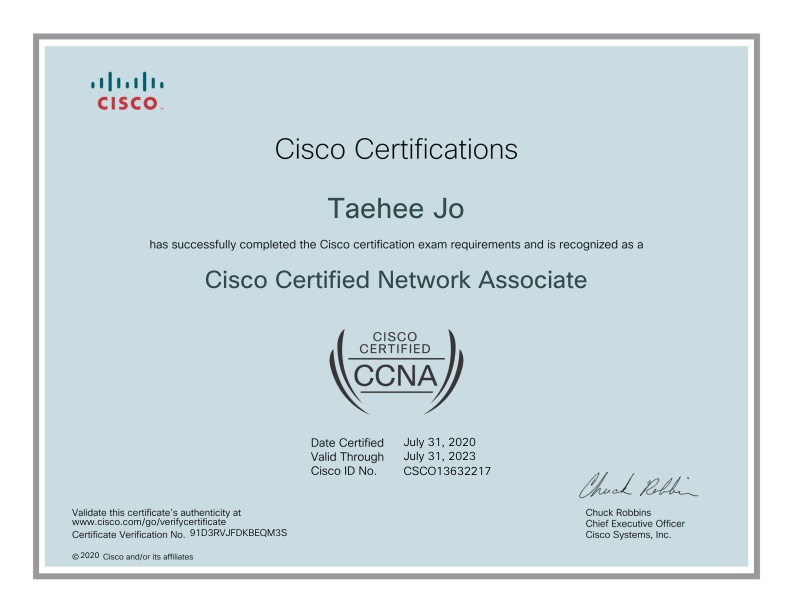 CISCO
Cisco Certifications
Taehee Jo
has successfully completed the Cisco certification exam requirements and is recognized as a
Cisco Certified Network Associate
CISCO
CERTIFIED
CCNA
Date Certified July 31, 2020
Valid Through July 31, 2023
Cisco ID No. CSCO13632217
Chuck Robbins
Validate this certificate's authenticity at
www.cisco.com/go/verifycertificate
Certificate Verification No. 91D3RVJFDKBEQM3S
© 2020 Cisco and/or its affiliates
Chuck Robbins
Chief Executive Officer
Cisco Systems, Inc.